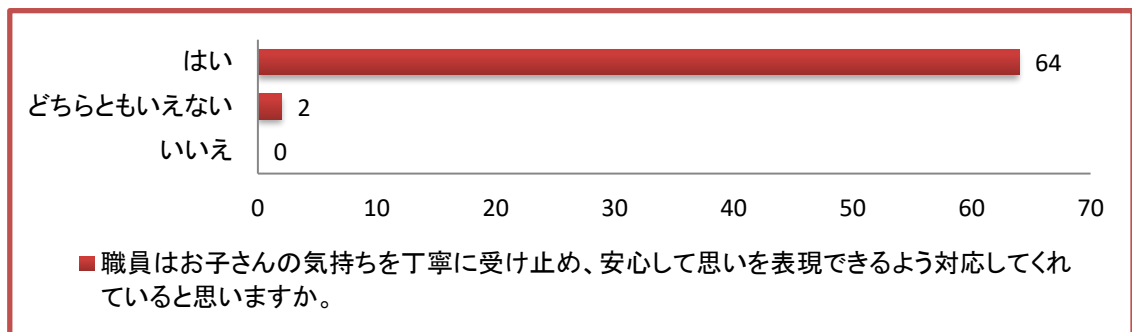 はい
64
どちらともいえない
2
いいえ
0
0 10 20 30 40 50 60 70
職員はお子さんの気持ちを丁寧に受け止め、安心して思いを表現できるよう対応してくれ
ていると思いますか。